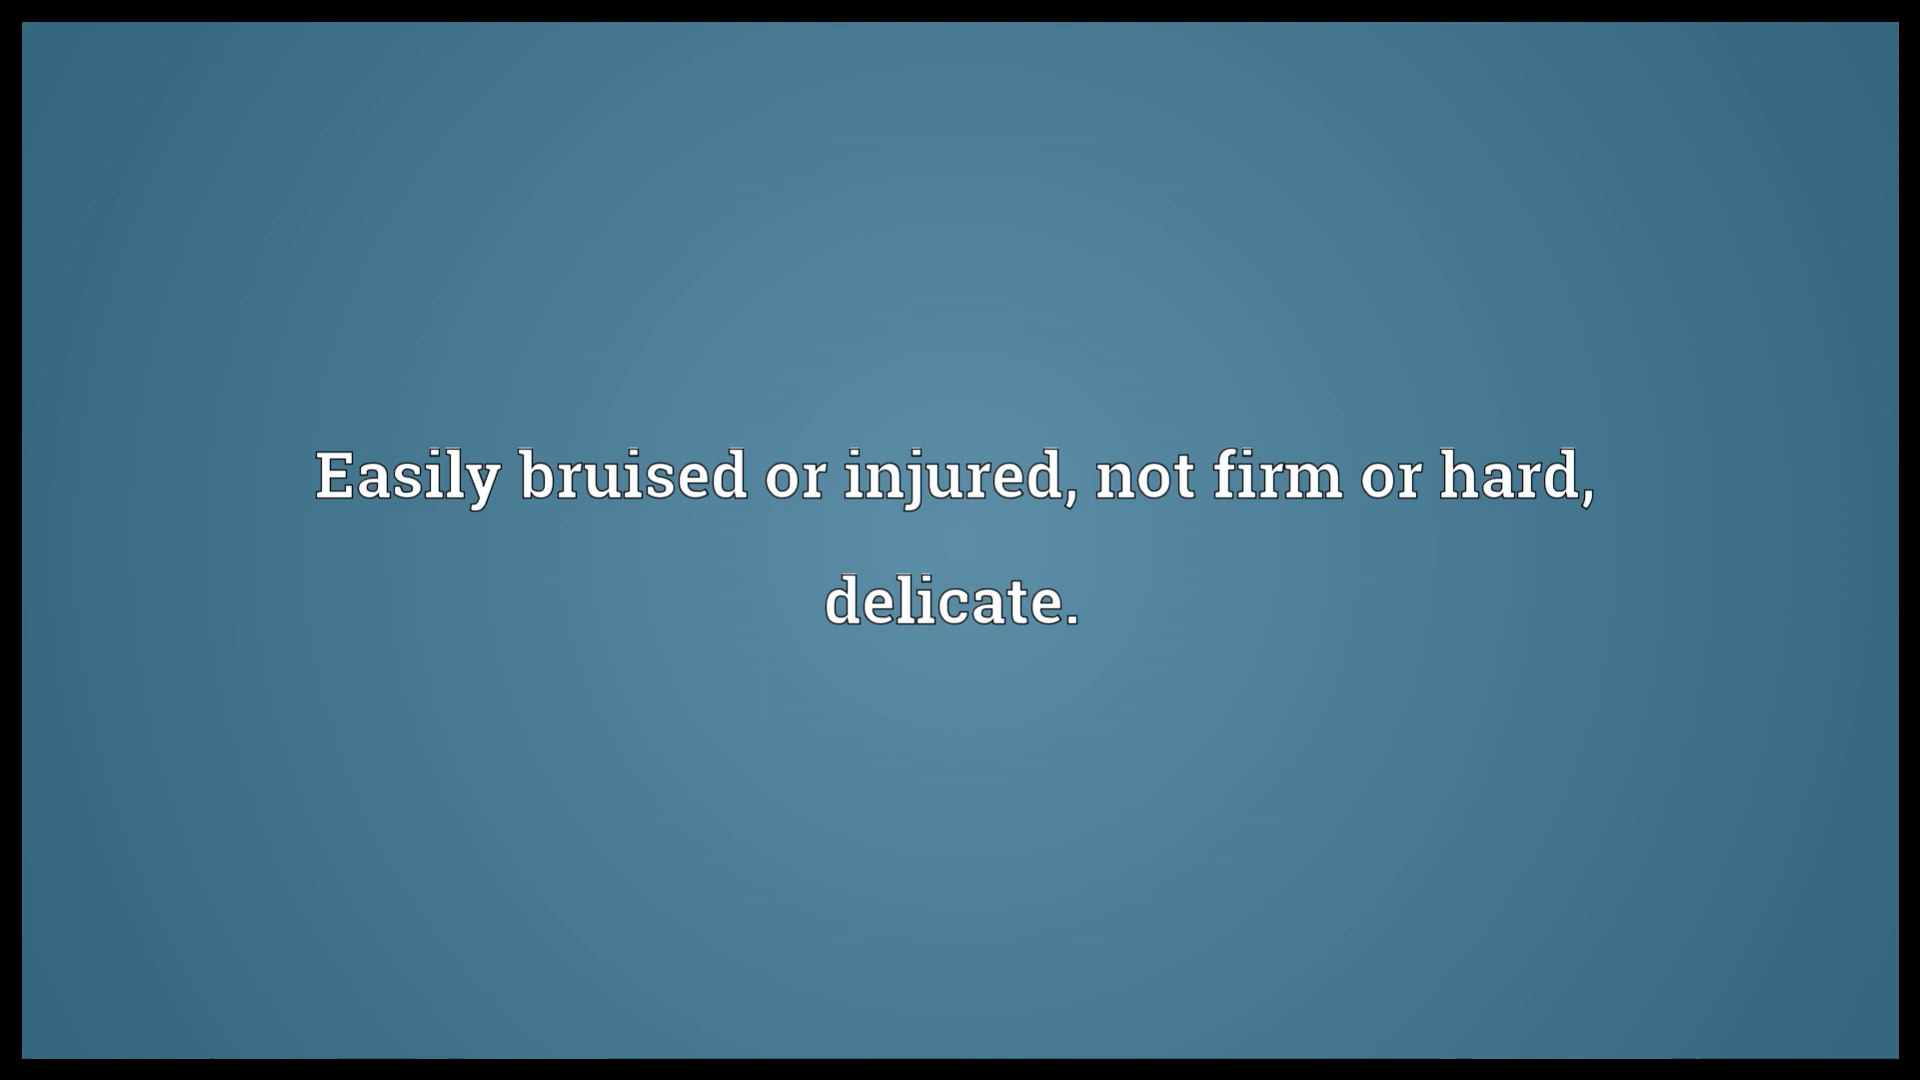 Easily bruised or injured, not firm or hard,
delicate.